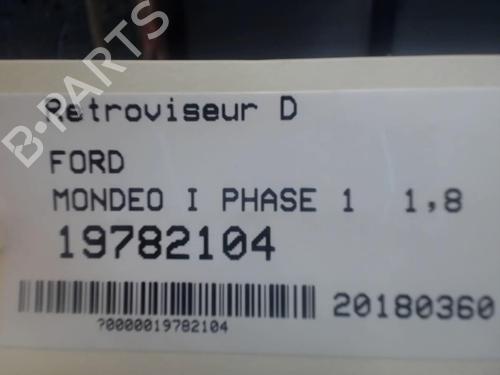 Retroviseur D
FORD
MONDEO I PHASE 1 1,8
19782104
20180360
?0000019782104
B-PARTS